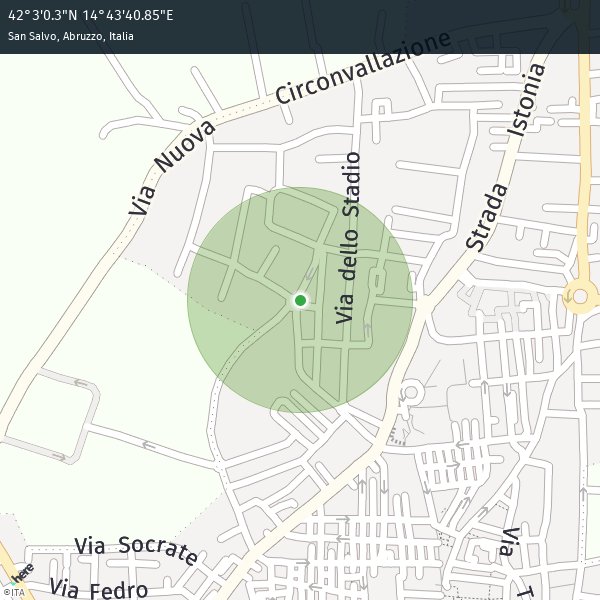 42°3'0.3"N 14°43'40.85"E
San Salvo, Abruzzo, Italia
Via Nuova Circonvallazione
Strada Istonia
Via dello Stadio
Via Socrate
Via Fedro
Via T
here
©ITA